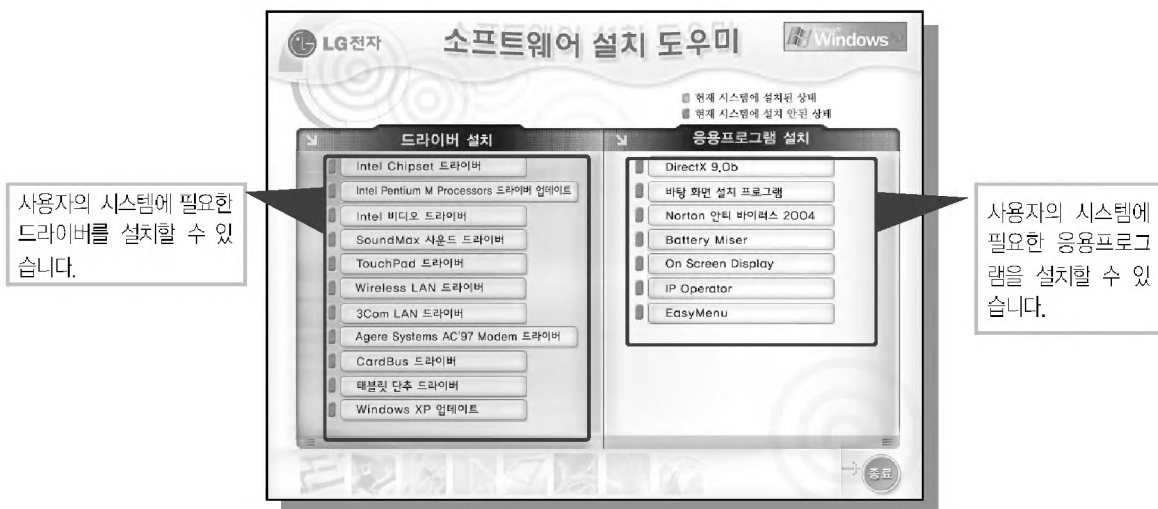 LG전자
소프트웨어 설치 도우미
Windows
현재 시스템에 설치된 상태
현재 시스템에 설치 안된 상태
드라이버 설치
Intel Chipset 드라이버
Intel Pentium M Processors 드라이버 업데이트
Intel 비디오 드라이버
SoundMax 사운드 드라이버
TouchPad 드라이버
Wireless LAN 드라이버
3Com LAN 드라이버
Agere Systems AC'97 Modem 드라이버
CardBus 드라이버
태블릿 단추 드라이버
Windows XP 업데이트
응용프로그램 설치
DirectX 9.0b
바탕 화면 설치 프로그램
Norton 안티 바이러스 2004
Battery Miser
On Screen Display
IP Operator
EasyMenu
종료
사용자의 시스템에 필요한
드라이버를 설치할 수 있
습니다.
사용자의 시스템에
필요한 응용프로그
램을 설치할 수 있
습니다.